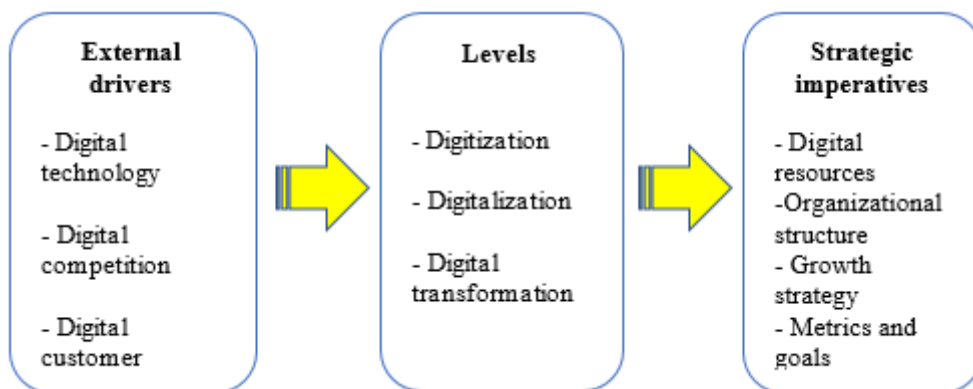 External
drivers
- Digital
technology
- Digital
competition
- Digital
customer
Levels
- Digitization
- Digitalization
- Digital
transformation
Strategic
imperatives
- Digital
resources
-Organizational
structure
- Growth
strategy
- Metrics and
goals